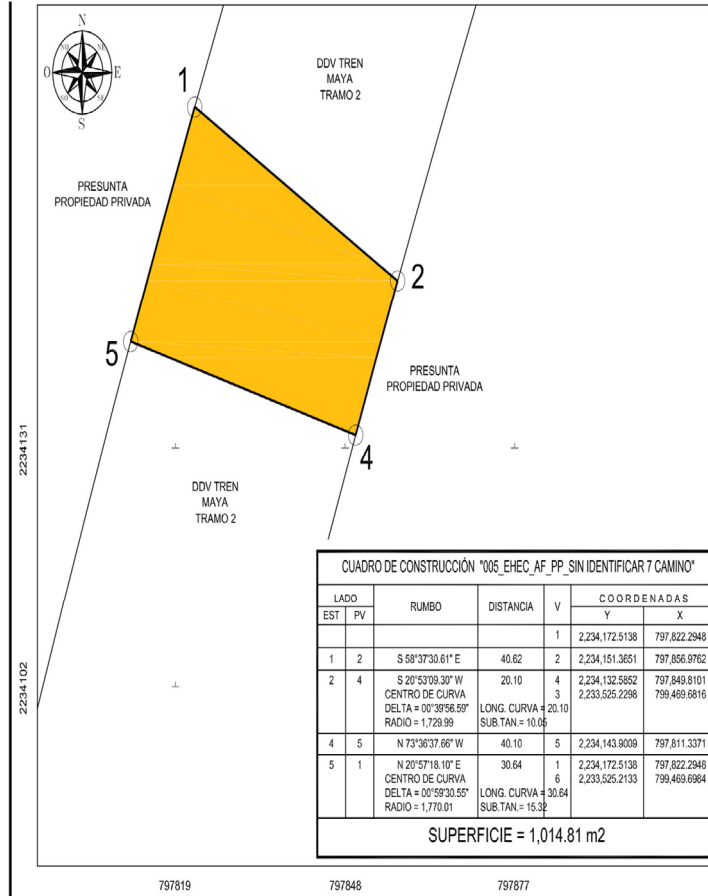 N
NO NE
O E
SO SE
S
DDV TREN
MAYA
TRAMO 2
1
PRESUNTA
PROPIEDAD PRIVADA
2
5
PRESUNTA
PROPIEDAD PRIVADA
4
2234131
DDV TREN
MAYA
TRAMO 2
2234102
CUADRO DE CONSTRUCCIÓN "005_EHEC_AF_PP_SIN IDENTIFICAR 7 CAMINO"
LADO RUMBO DISTANCIA V COORDENADAS
EST PV Y X
1 2,234,172.5138 797,822.2948
1 2 S 58°37'30.61" E 40.62 2 2,234,151.3651 797,856.9762
2 4 S 20°53'09.30" W 20.10 4 2,234,132.5852 797,849.8101
CENTRO DE CURVA 3 2,233,525.2298 799,469.6816
DELTA = 00°39'56.59" LONG. CURVA = 20.10
RADIO = 1,729.99 SUB.TAN.= 10.05
4 5 N 73°36'37.66" W 40.10 5 2,234,143.9009 797,811.3371
5 1 N 20°57'18.10" E 30.64 1 2,234,172.5138 797,822.2948
CENTRO DE CURVA 6 2,233,525.2133 799,469.6984
DELTA = 00°59'30.55" LONG. CURVA = 30.64
RADIO = 1,770.01 SUB.TAN.= 15.32
SUPERFICIE = 1,014.81 m2
797819 797848 797877